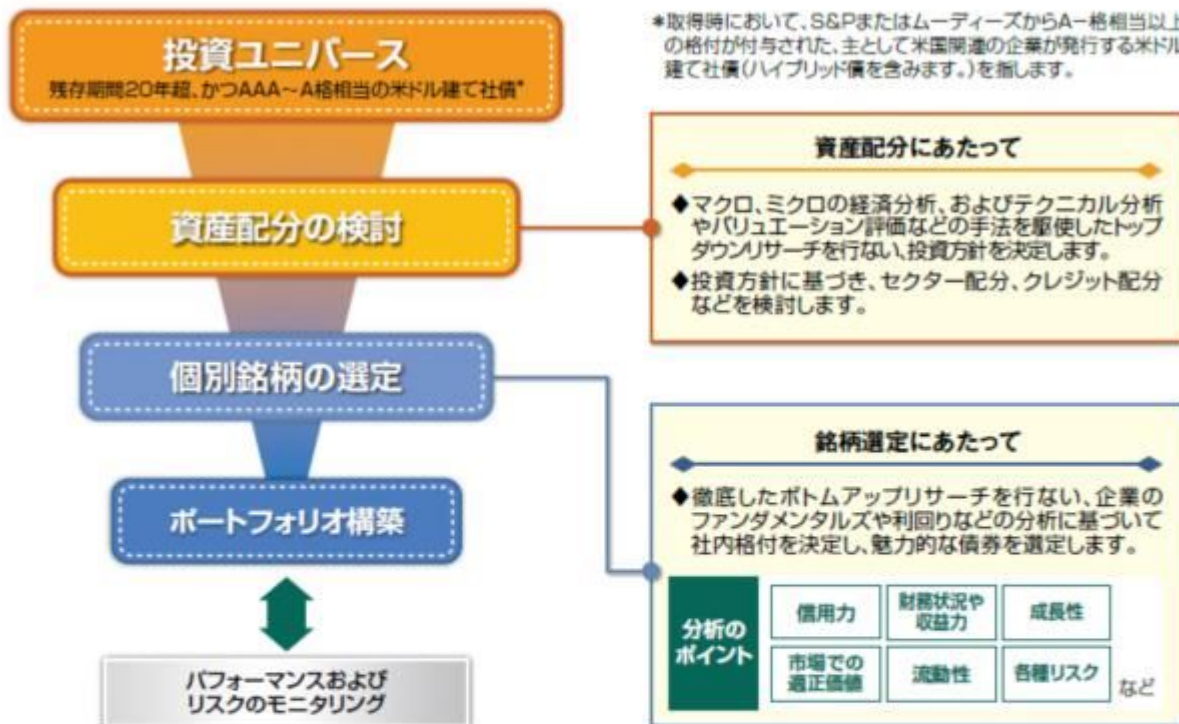 投資ユニバース
残存期間20年超、かつAAA～A格相当の米ドル建て社債*
資産配分の検討
個別銘柄の選定
ポートフォリオ構築
パフォーマンスおよび
リスクのモニタリング
*取得時において、S&PまたはムーディーズからA－格相当以上
の格付が付与された、主として米国関連の企業が発行する米ドル
建て社債(ハイブリッド債を含みます。)を指します。
資産配分にあたって
◆マクロ、ミクロの経済分析、およびテクニカル分析
やバリュエーション評価などの手法を駆使したトップ
ダウンリサーチを行ない、投資方針を決定します。
◆投資方針に基づき、セクター配分、クレジット配分
などを検討します。
銘柄選定にあたって
◆徹底したボトムアップリサーチを行ない、企業の
ファンダメンタルズや利回りなどの分析に基づいて
社内格付を決定し、魅力的な債券を選定します。
分析の
ポイント
信用力
財務状況や
収益力
成長性
市場での
適正価値
流動性
各種リスク
など